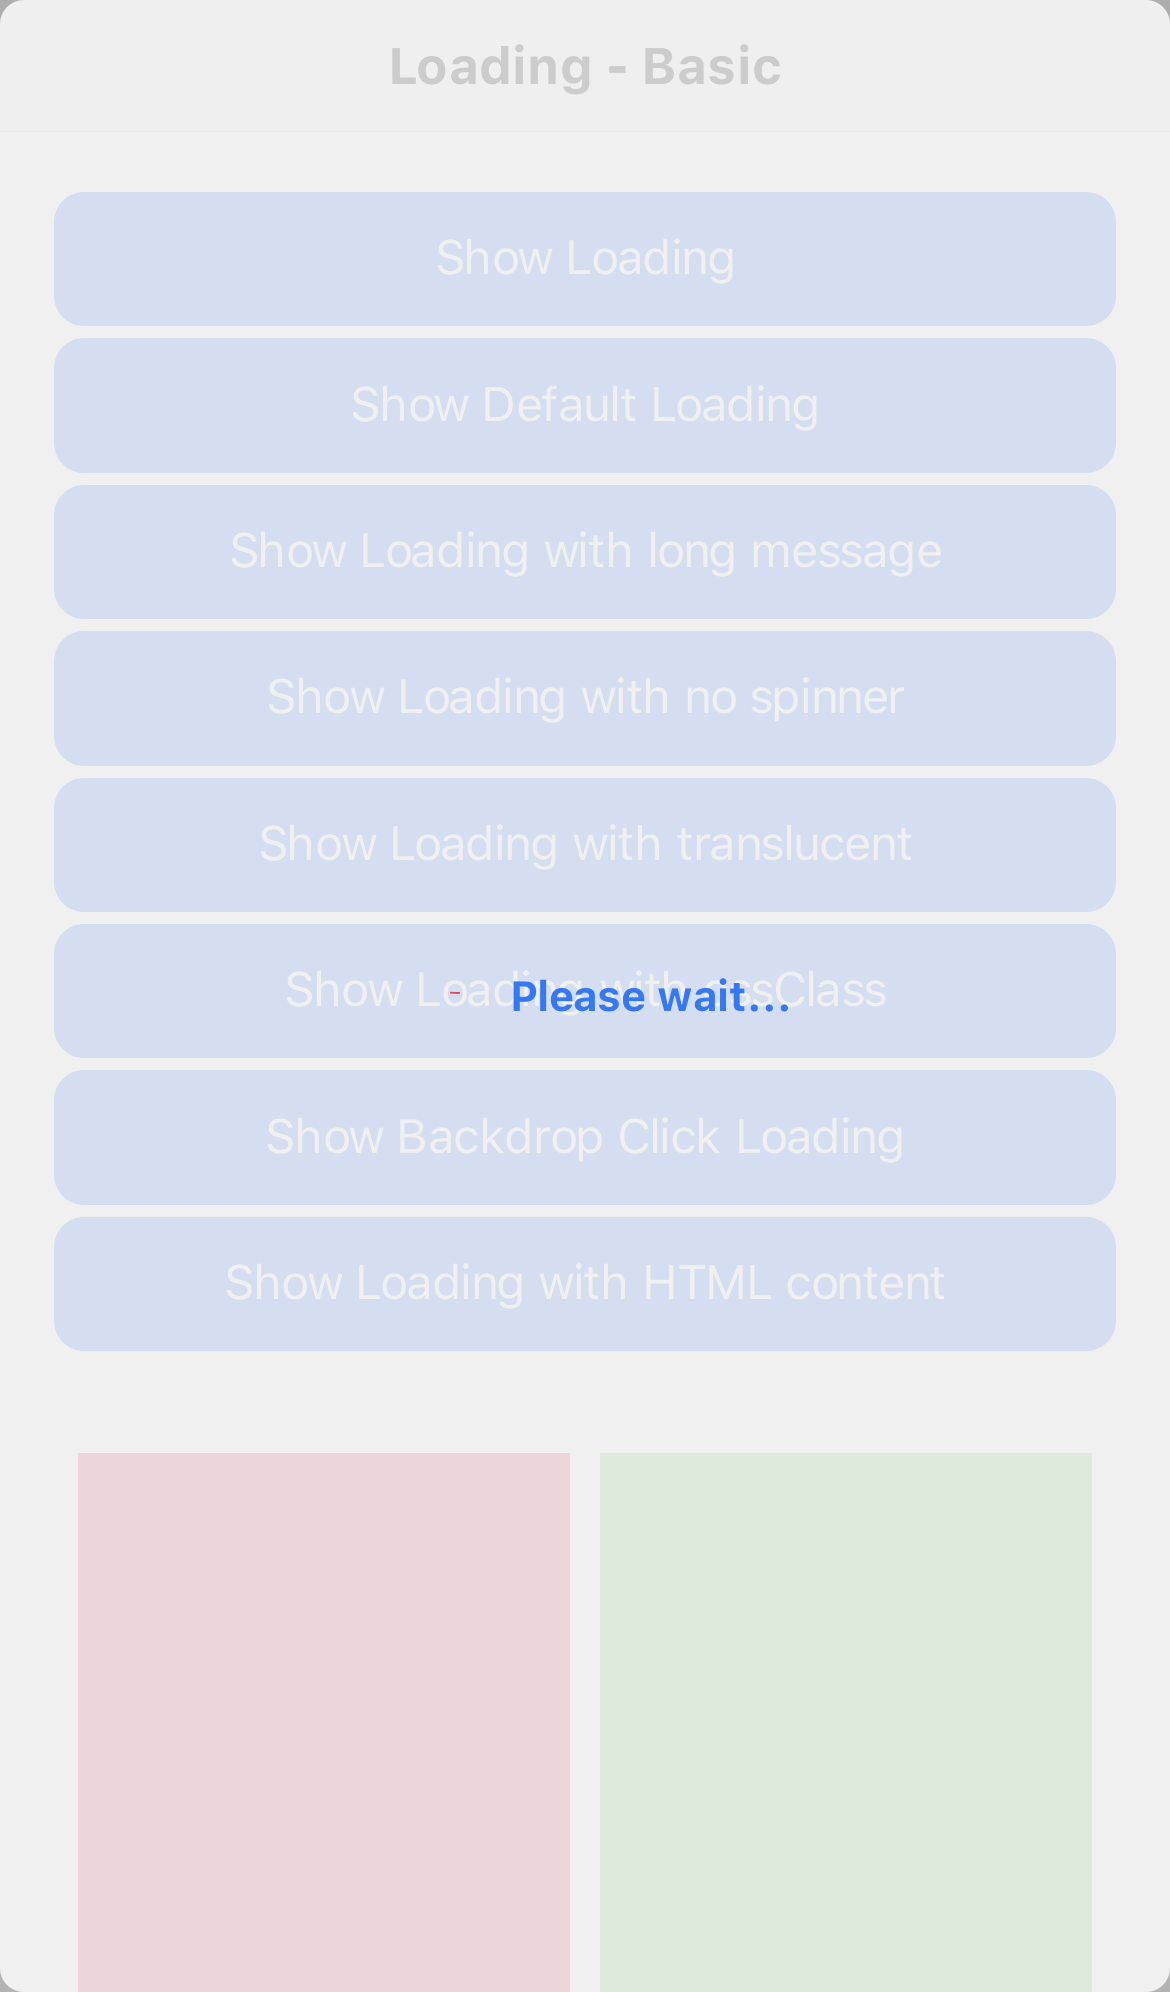 Loading - Basic
Show Loading
Show Default Loading
Show Loading with long message
Show Loading with no spinner
Show Loading with translucent
Show Loading with cssClass
Please wait...
Show Backdrop Click Loading
Show Loading with HTML content